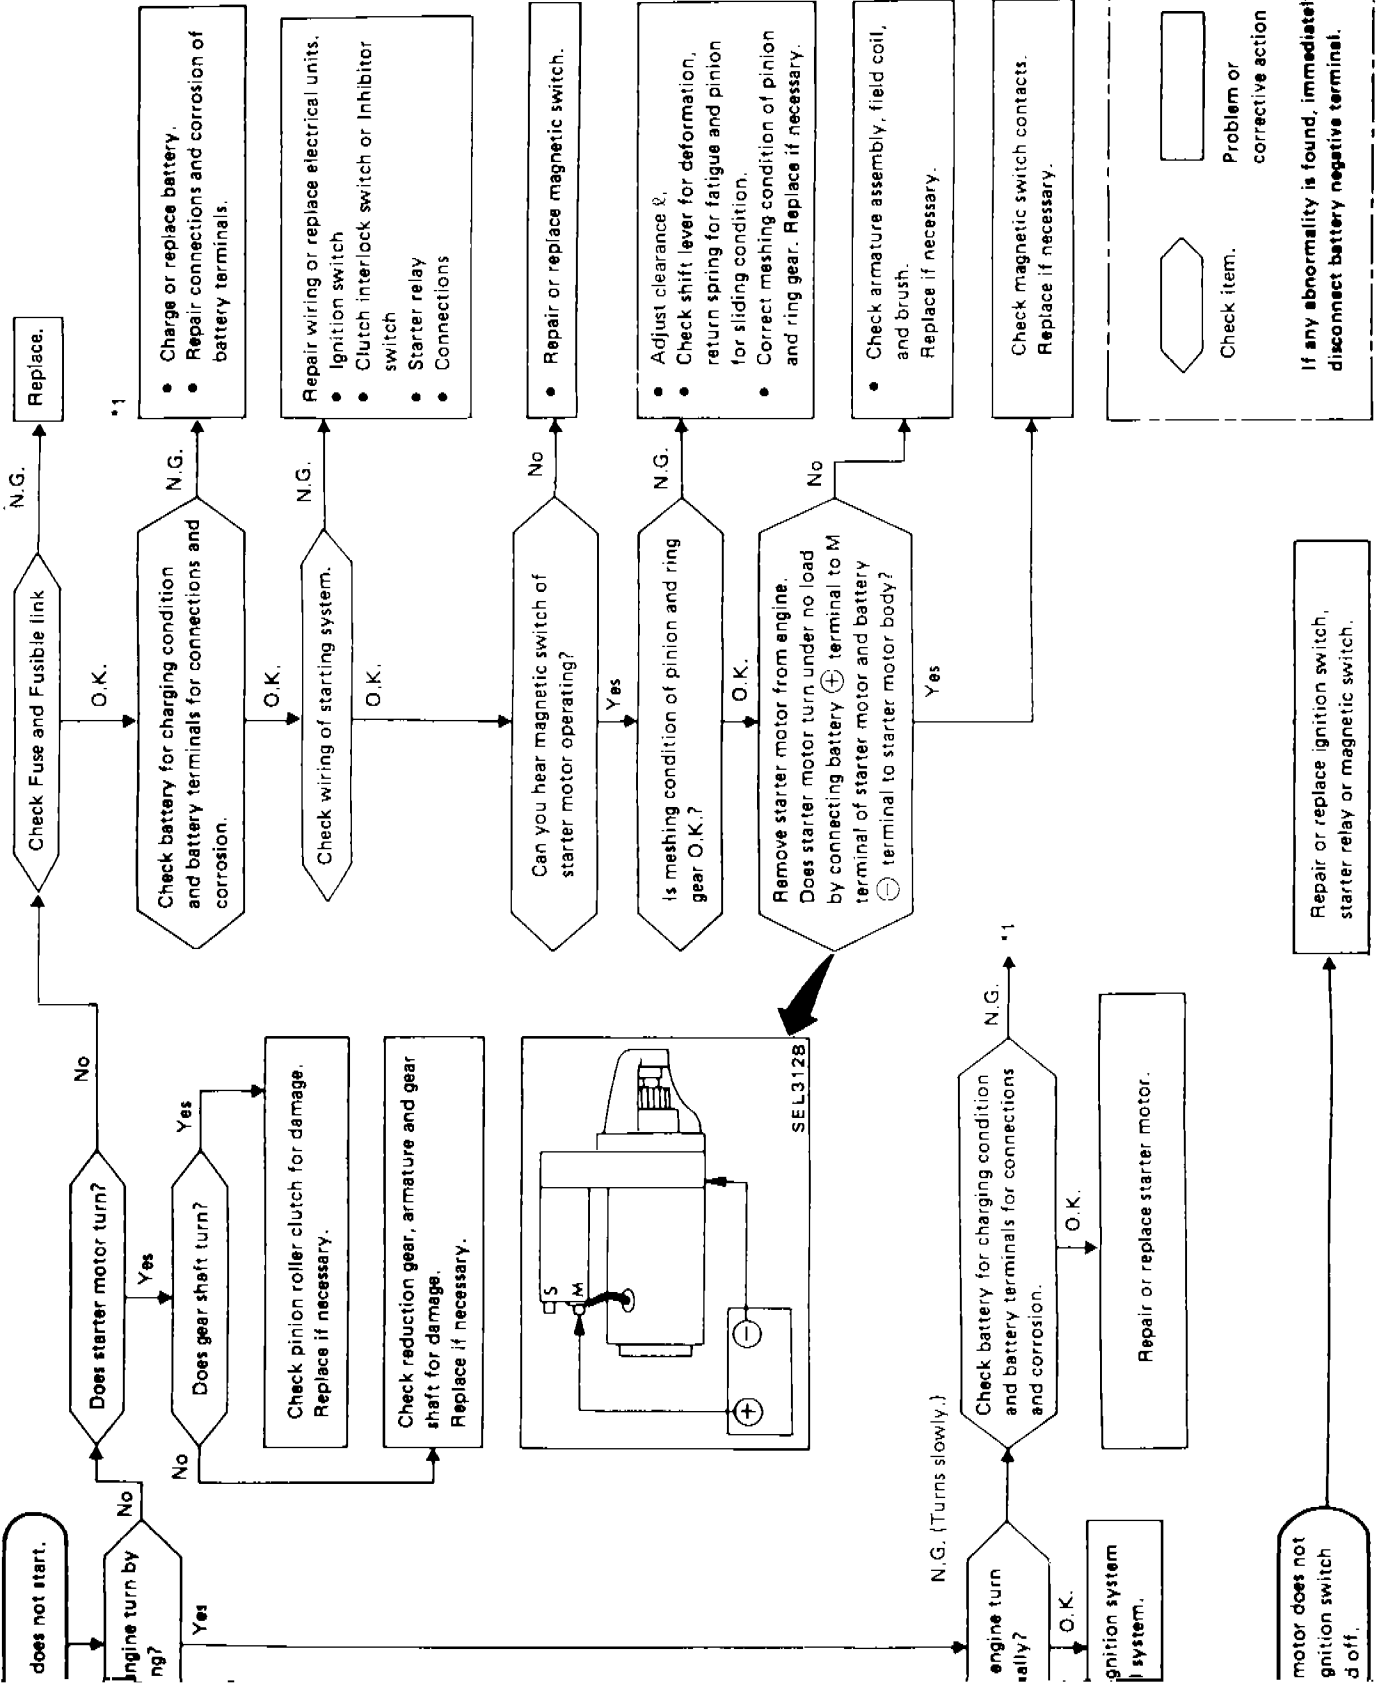 does not start.
ngine turn by
ng?
No
Yes
Does starter motor turn?
No
Yes
Does gear shaft turn?
Yes
No
Check pinion roller clutch for damage.
Replace if necessary.
Check reduction gear, armature and gear
shaft for damage.
Replace if necessary.
Check Fuse and Fusible link
N.G.
Replace.
O.K.
*1
Check battery for charging condition
and battery terminals for connections and
corrosion.
N.G.
• Charge or replace battery.
• Repair connections and corrosion of
battery terminals.
O.K.
Check wiring of starting system.
N.G.
Repair wiring or replace electrical units.
• Ignition switch
• Clutch interlock switch or Inhibitor
switch
• Starter relay
• Connections
O.K.
Can you hear magnetic switch of
starter motor operating?
No
• Repair or replace magnetic switch.
Yes
Is meshing condition of pinion and ring
gear O.K.?
N.G.
• Adjust clearance ℓ.
• Check shift lever for deformation,
return spring for fatigue and pinion
for sliding condition.
• Correct meshing condition of pinion
and ring gear. Replace if necessary.
O.K.
Remove starter motor from engine.
Does starter motor turn under no load
by connecting battery ⊕ terminal to M
terminal of starter motor and battery
⊖ terminal to starter motor body?
No
• Check armature assembly, field coil,
and brush.
Replace if necessary.
Yes
Check magnetic switch contacts.
Replace if necessary.
S
M
+
−
SEL312B
engine turn
ally?
N.G. (Turns slowly.)
O.K.
gnition system
l system.
Check battery for charging condition
and battery terminals for connections
and corrosion.
N.G.
*1
O.K.
Repair or replace starter motor.
motor does not
gnition switch
d off.
Repair or replace ignition switch,
starter relay or magnetic switch.
Check item.
Problem or
corrective action
If any abnormality is found, immediatel
disconnect battery negative terminal.